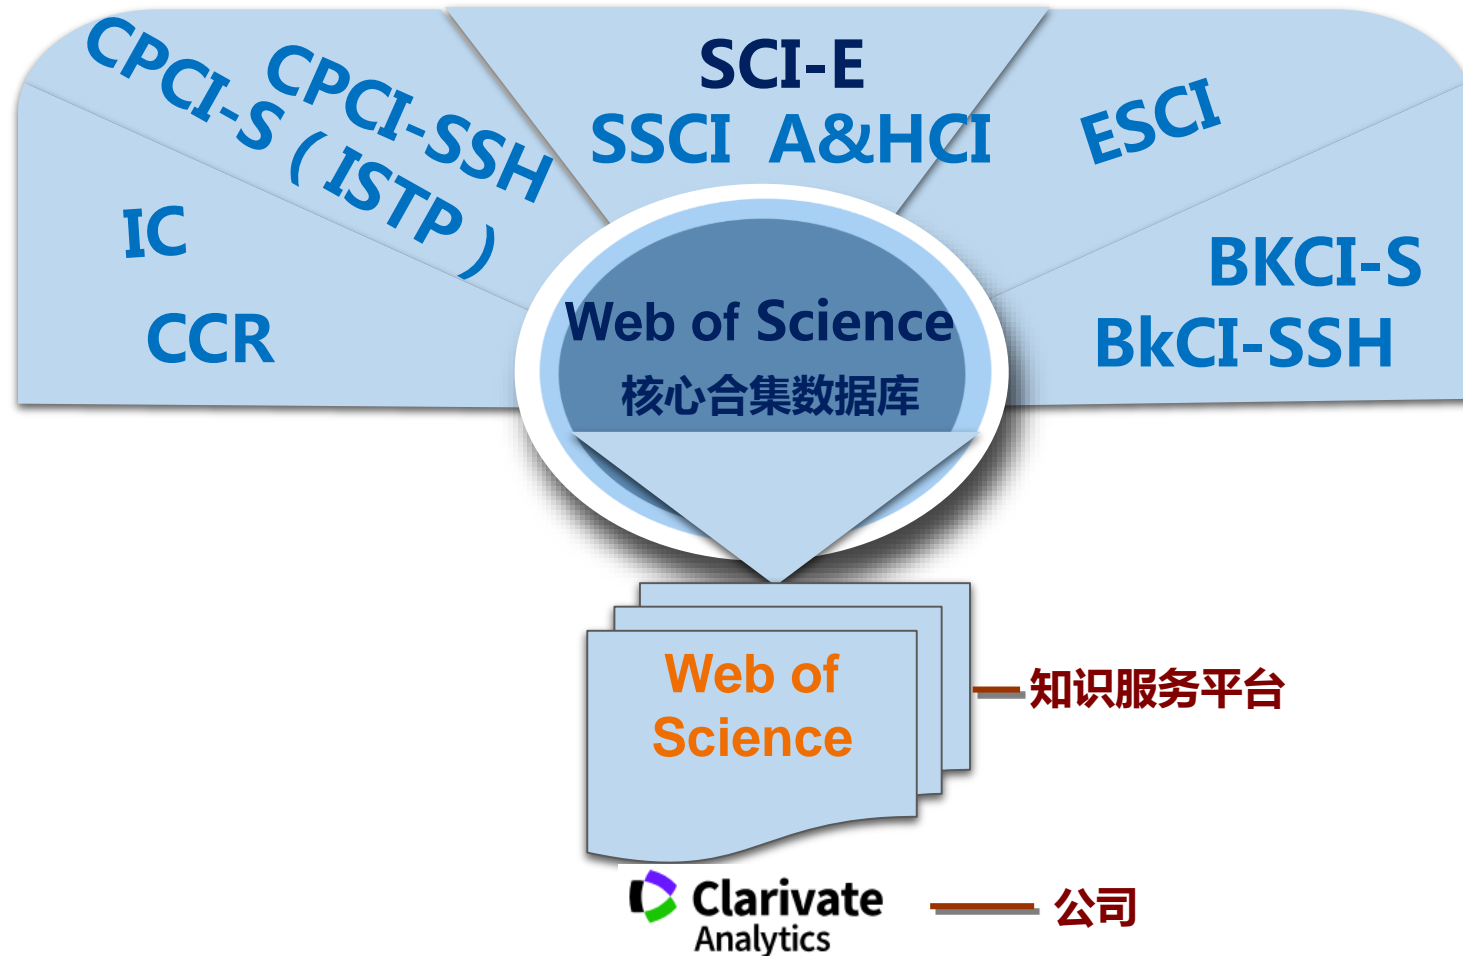 CPCI-SSH
CPCI-S（ISTP）
IC
CCR
SCI-E
SSCI A&HCI
ESCI
BKCI-S
BkCI-SSH
Web of Science
核心合集数据库
Web of
Science
知识服务平台
Clarivate
Analytics
公司